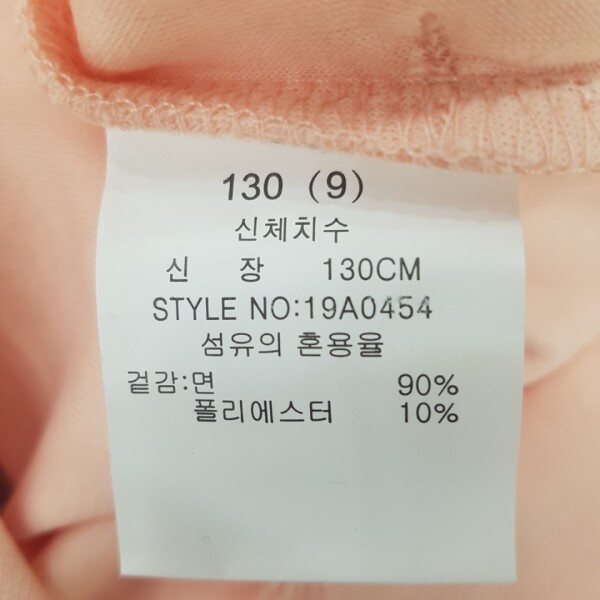 130 (9)
신체치수
신 장 130CM
STYLE NO:19A0454
섬유의 혼용율
겉감:면 90%
폴리에스터 10%